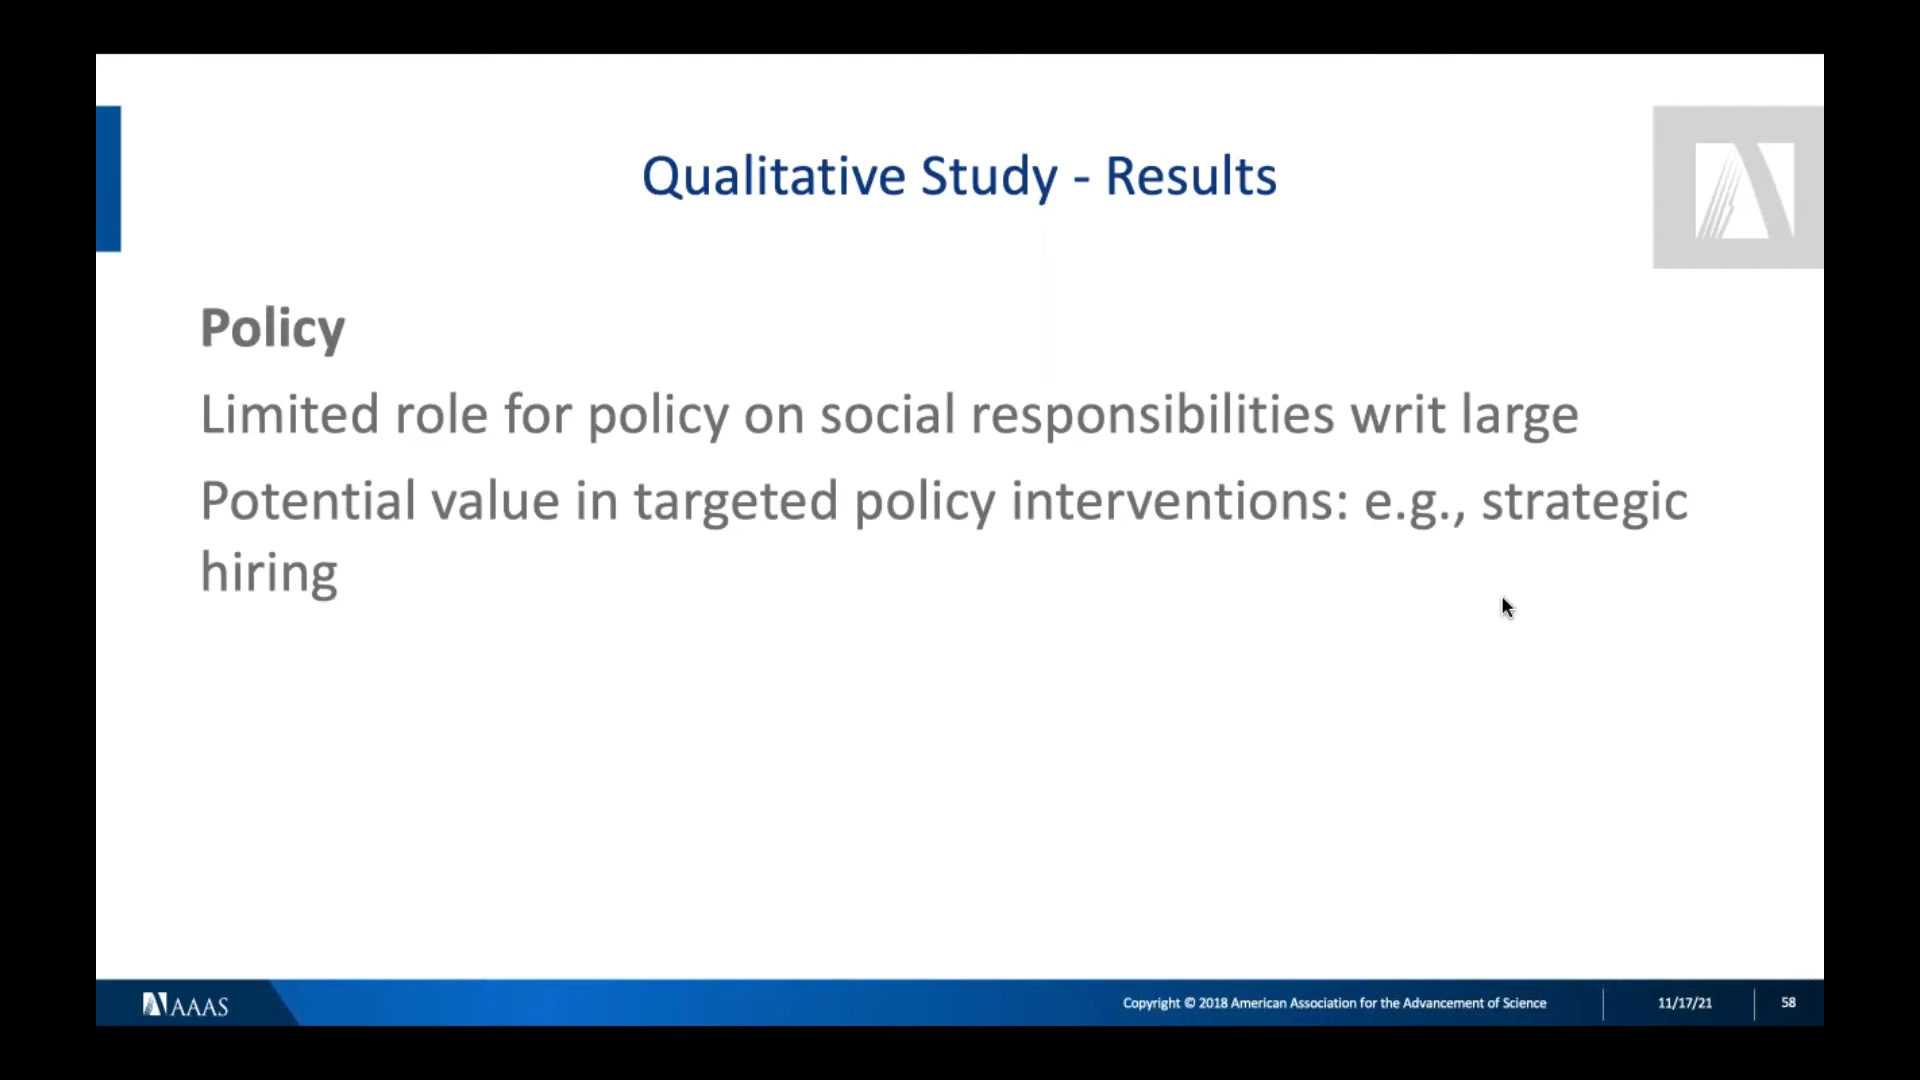 Qualitative Study - Results
Policy
Limited role for policy on social responsibilities writ large
Potential value in targeted policy interventions: e.g., strategic
hiring
AAAS
Copyright © 2018 American Association for the Advancement of Science
11/17/21
58